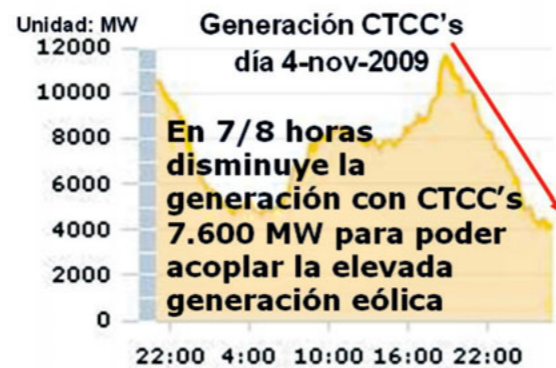 Unidad: MW
Generación CTCC's
día 4-nov-2009
12000
10000
8000
6000
4000
2000
0
En 7/8 horas
disminuye la
generación con CTCC's
7.600 MW para poder
acoplar la elevada
generación eólica
22:00 4:00 10:00 16:00 22:00